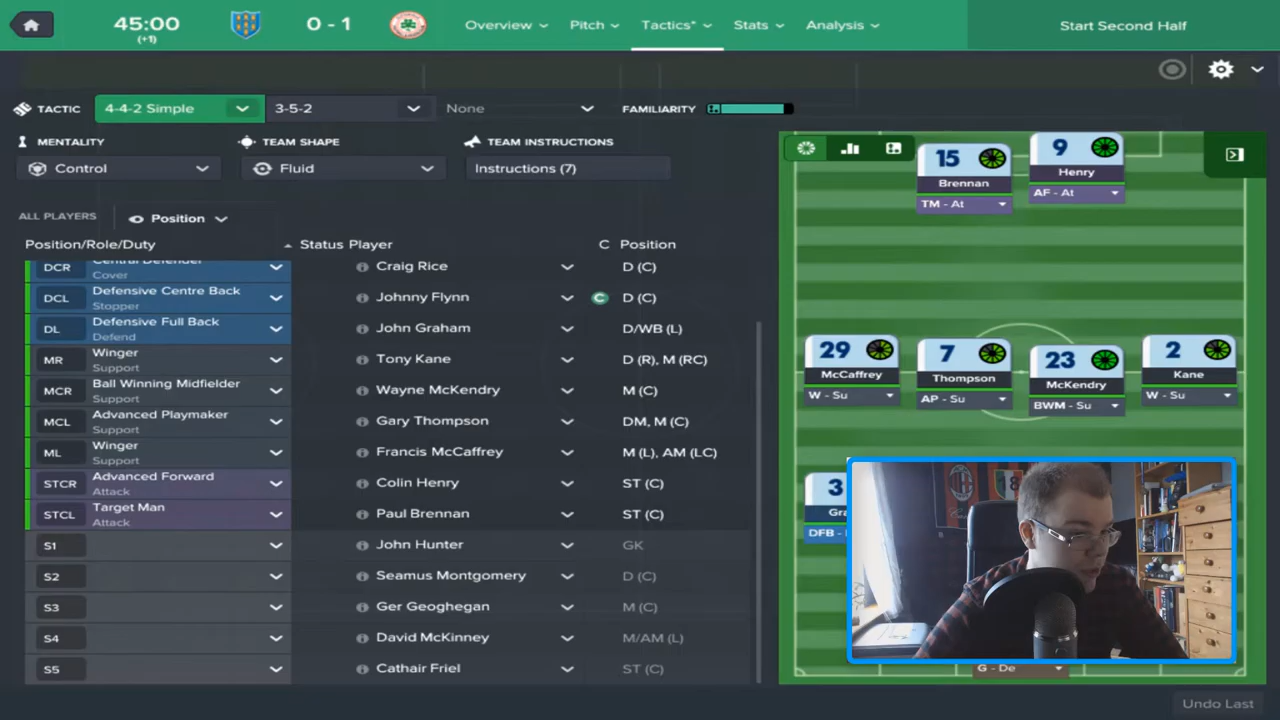 45:00
(+1)
0 - 1
Overview
Pitch
Tactics*
Stats
Analysis
Start Second Half
TACTIC
4-4-2 Simple
3-5-2
None
FAMILIARITY
MENTALITY
TEAM SHAPE
TEAM INSTRUCTIONS
Control
Fluid
Instructions (7)
ALL PLAYERS
Position
Position/Role/Duty
Status Player
C Position
DCR Central Defender Cover Craig Rice D (C)
DCL Defensive Centre Back Stopper Johnny Flynn C D (C)
DL Defensive Full Back Defend John Graham D/WB (L)
MR Winger Support Tony Kane D (R), M (RC)
MCR Ball Winning Midfielder Support Wayne McKendry M (C)
MCL Advanced Playmaker Support Gary Thompson DM, M (C)
ML Winger Support Francis McCaffrey M (L), AM (LC)
STCR Advanced Forward Attack Colin Henry ST (C)
STCL Target Man Attack Paul Brennan ST (C)
S1 John Hunter GK
S2 Seamus Montgomery D (C)
S3 Ger Geoghegan M (C)
S4 David McKinney M/AM (L)
S5 Cathair Friel ST (C)
15 9
Brennan Henry
TM - At AF - At
29 7 23 2
McCaffrey Thompson McKendry Kane
W - Su AP - Su BWM - Su W - Su
3
Gra
DFB -
G - De
Undo Last